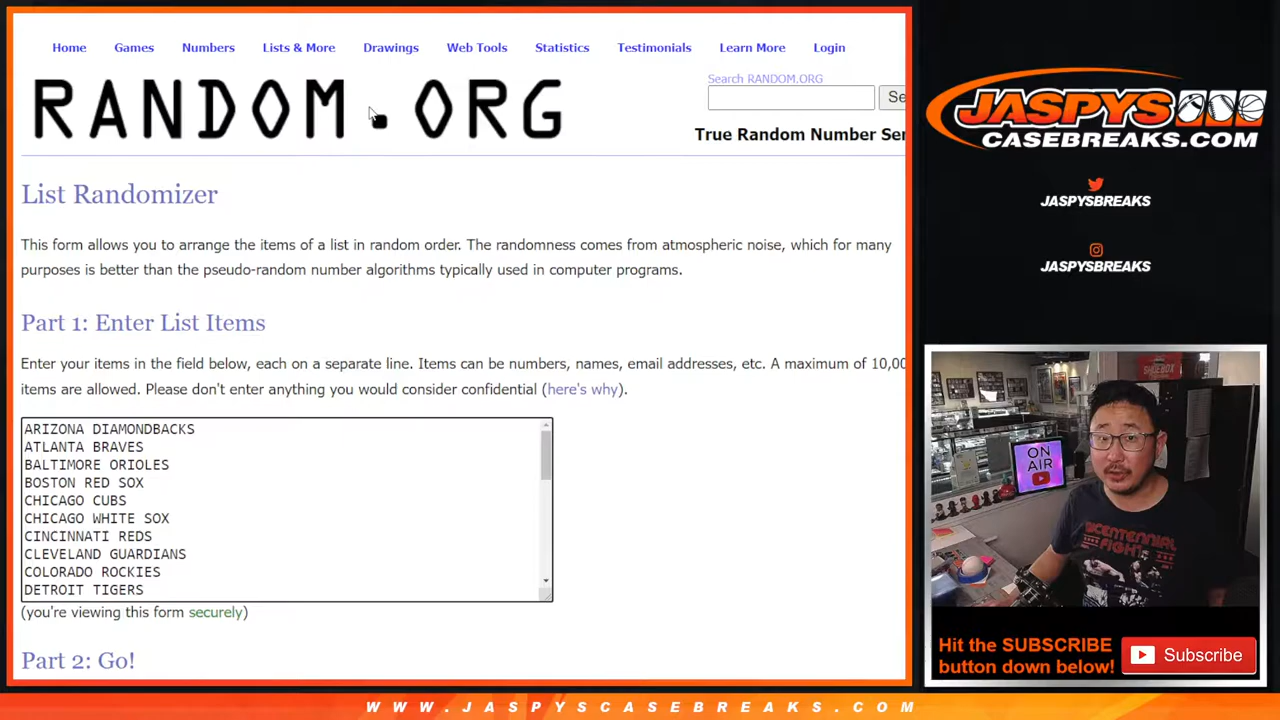 Home Games Numbers Lists & More Drawings Web Tools Statistics Testimonials Learn More Login
RANDOM.ORG
Search RANDOM.ORG
Se
True Random Number Ser
List Randomizer
This form allows you to arrange the items of a list in random order. The randomness comes from atmospheric noise, which for many
purposes is better than the pseudo-random number algorithms typically used in computer programs.
Part 1: Enter List Items
Enter your items in the field below, each on a separate line. Items can be numbers, names, email addresses, etc. A maximum of 10,00
items are allowed. Please don't enter anything you would consider confidential (here's why).
ARIZONA DIAMONDBACKS
ATLANTA BRAVES
BALTIMORE ORIOLES
BOSTON RED SOX
CHICAGO CUBS
CHICAGO WHITE SOX
CINCINNATI REDS
CLEVELAND GUARDIANS
COLORADO ROCKIES
DETROIT TIGERS
(you're viewing this form securely)
Part 2: Go!
JASPYS
CASEBREAKS.COM
JASPYSBREAKS
JASPYSBREAKS
SHOEBOX
ON
AIR
BICENTENNIAL
FIGHT
Hit the SUBSCRIBE
button down below!
Subscribe
WWW.JASPYSCASEBREAKS.COM